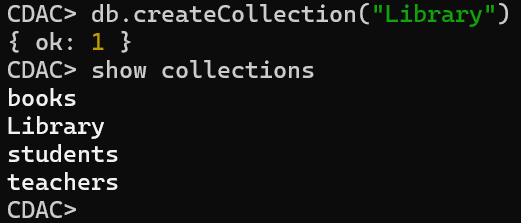 CDAC> db.createCollection("Library")
{ ok: 1 }
CDAC> show collections
books
Library
students
teachers
CDAC>